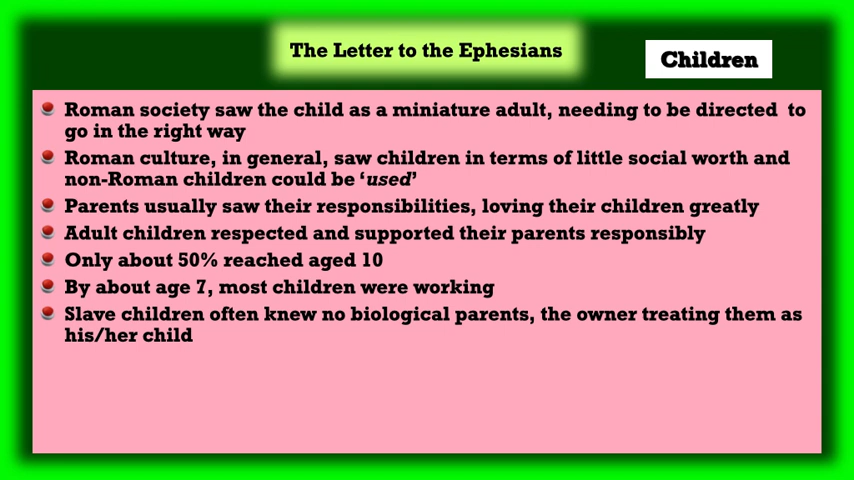 The Letter to the Ephesians
Children
Roman society saw the child as a miniature adult, needing to be directed to
go in the right way
Roman culture, in general, saw children in terms of little social worth and
non-Roman children could be ‘used’
Parents usually saw their responsibilities, loving their children greatly
Adult children respected and supported their parents responsibly
Only about 50% reached aged 10
By about age 7, most children were working
Slave children often knew no biological parents, the owner treating them as
his/her child